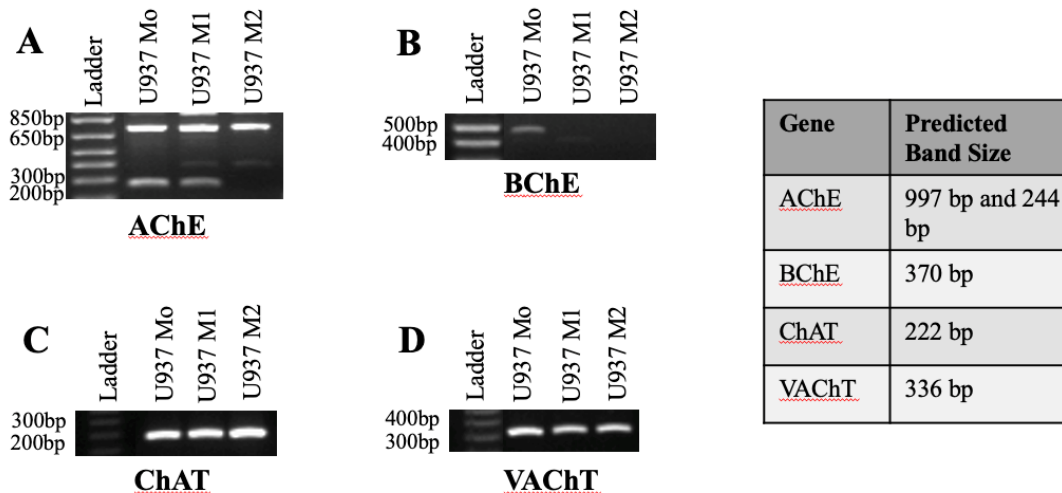 A
Ladder
U937 Mo
U937 M1
U937 M2
850bp
650bp
300bp
200bp
AChE
B
Ladder
U937 Mo
U937 M1
U937 M2
500bp
400bp
BChE
C
Ladder
U937 Mo
U937 M1
U937 M2
300bp
200bp
ChAT
D
Ladder
U937 Mo
U937 M1
U937 M2
400bp
300bp
VAChT
Gene Predicted
Band Size
AChE 997 bp and 244
bp
BChE 370 bp
ChAT 222 bp
VAChT 336 bp